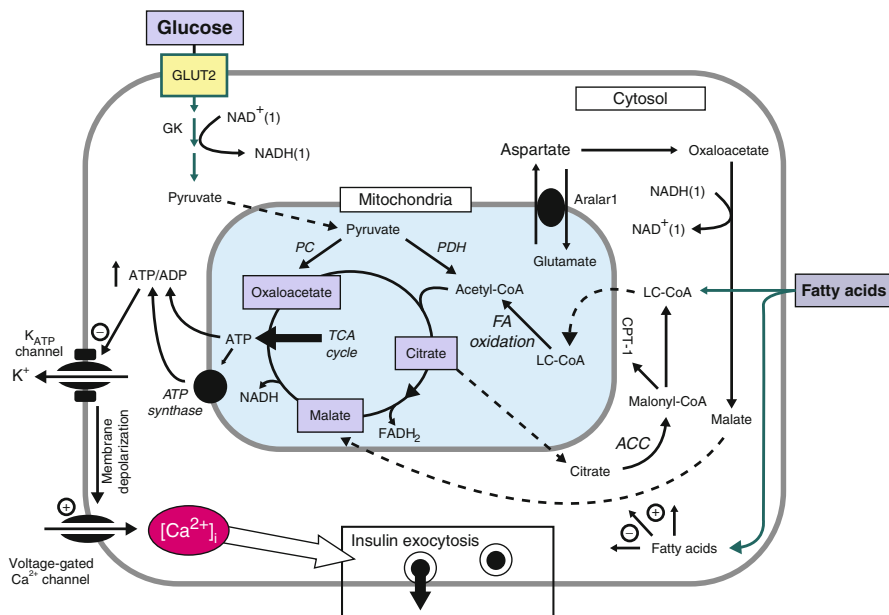 Glucose
GLUT2
Cytosol
GK
NAD⁺(1)
NADH(1)
Pyruvate
Aspartate
Oxaloacetate
Mitochondria
Aralar1
NADH(1)
NAD⁺(1)
Glutamate
Pyruvate
PC
PDH
ATP/ADP
Oxaloacetate
Acetyl-CoA
LC-CoA
Fatty acids
FA
oxidation
CPT-1
−
K_ATP
channel
K⁺
ATP
TCA
cycle
Citrate
LC-CoA
ATP
synthase
NADH
Malate
FADH₂
Malonyl-CoA
Malate
ACC
Citrate
Membrane
depolarization
+
[Ca²⁺]ᵢ
Voltage-gated
Ca²⁺ channel
Insulin exocytosis
−
+
Fatty acids